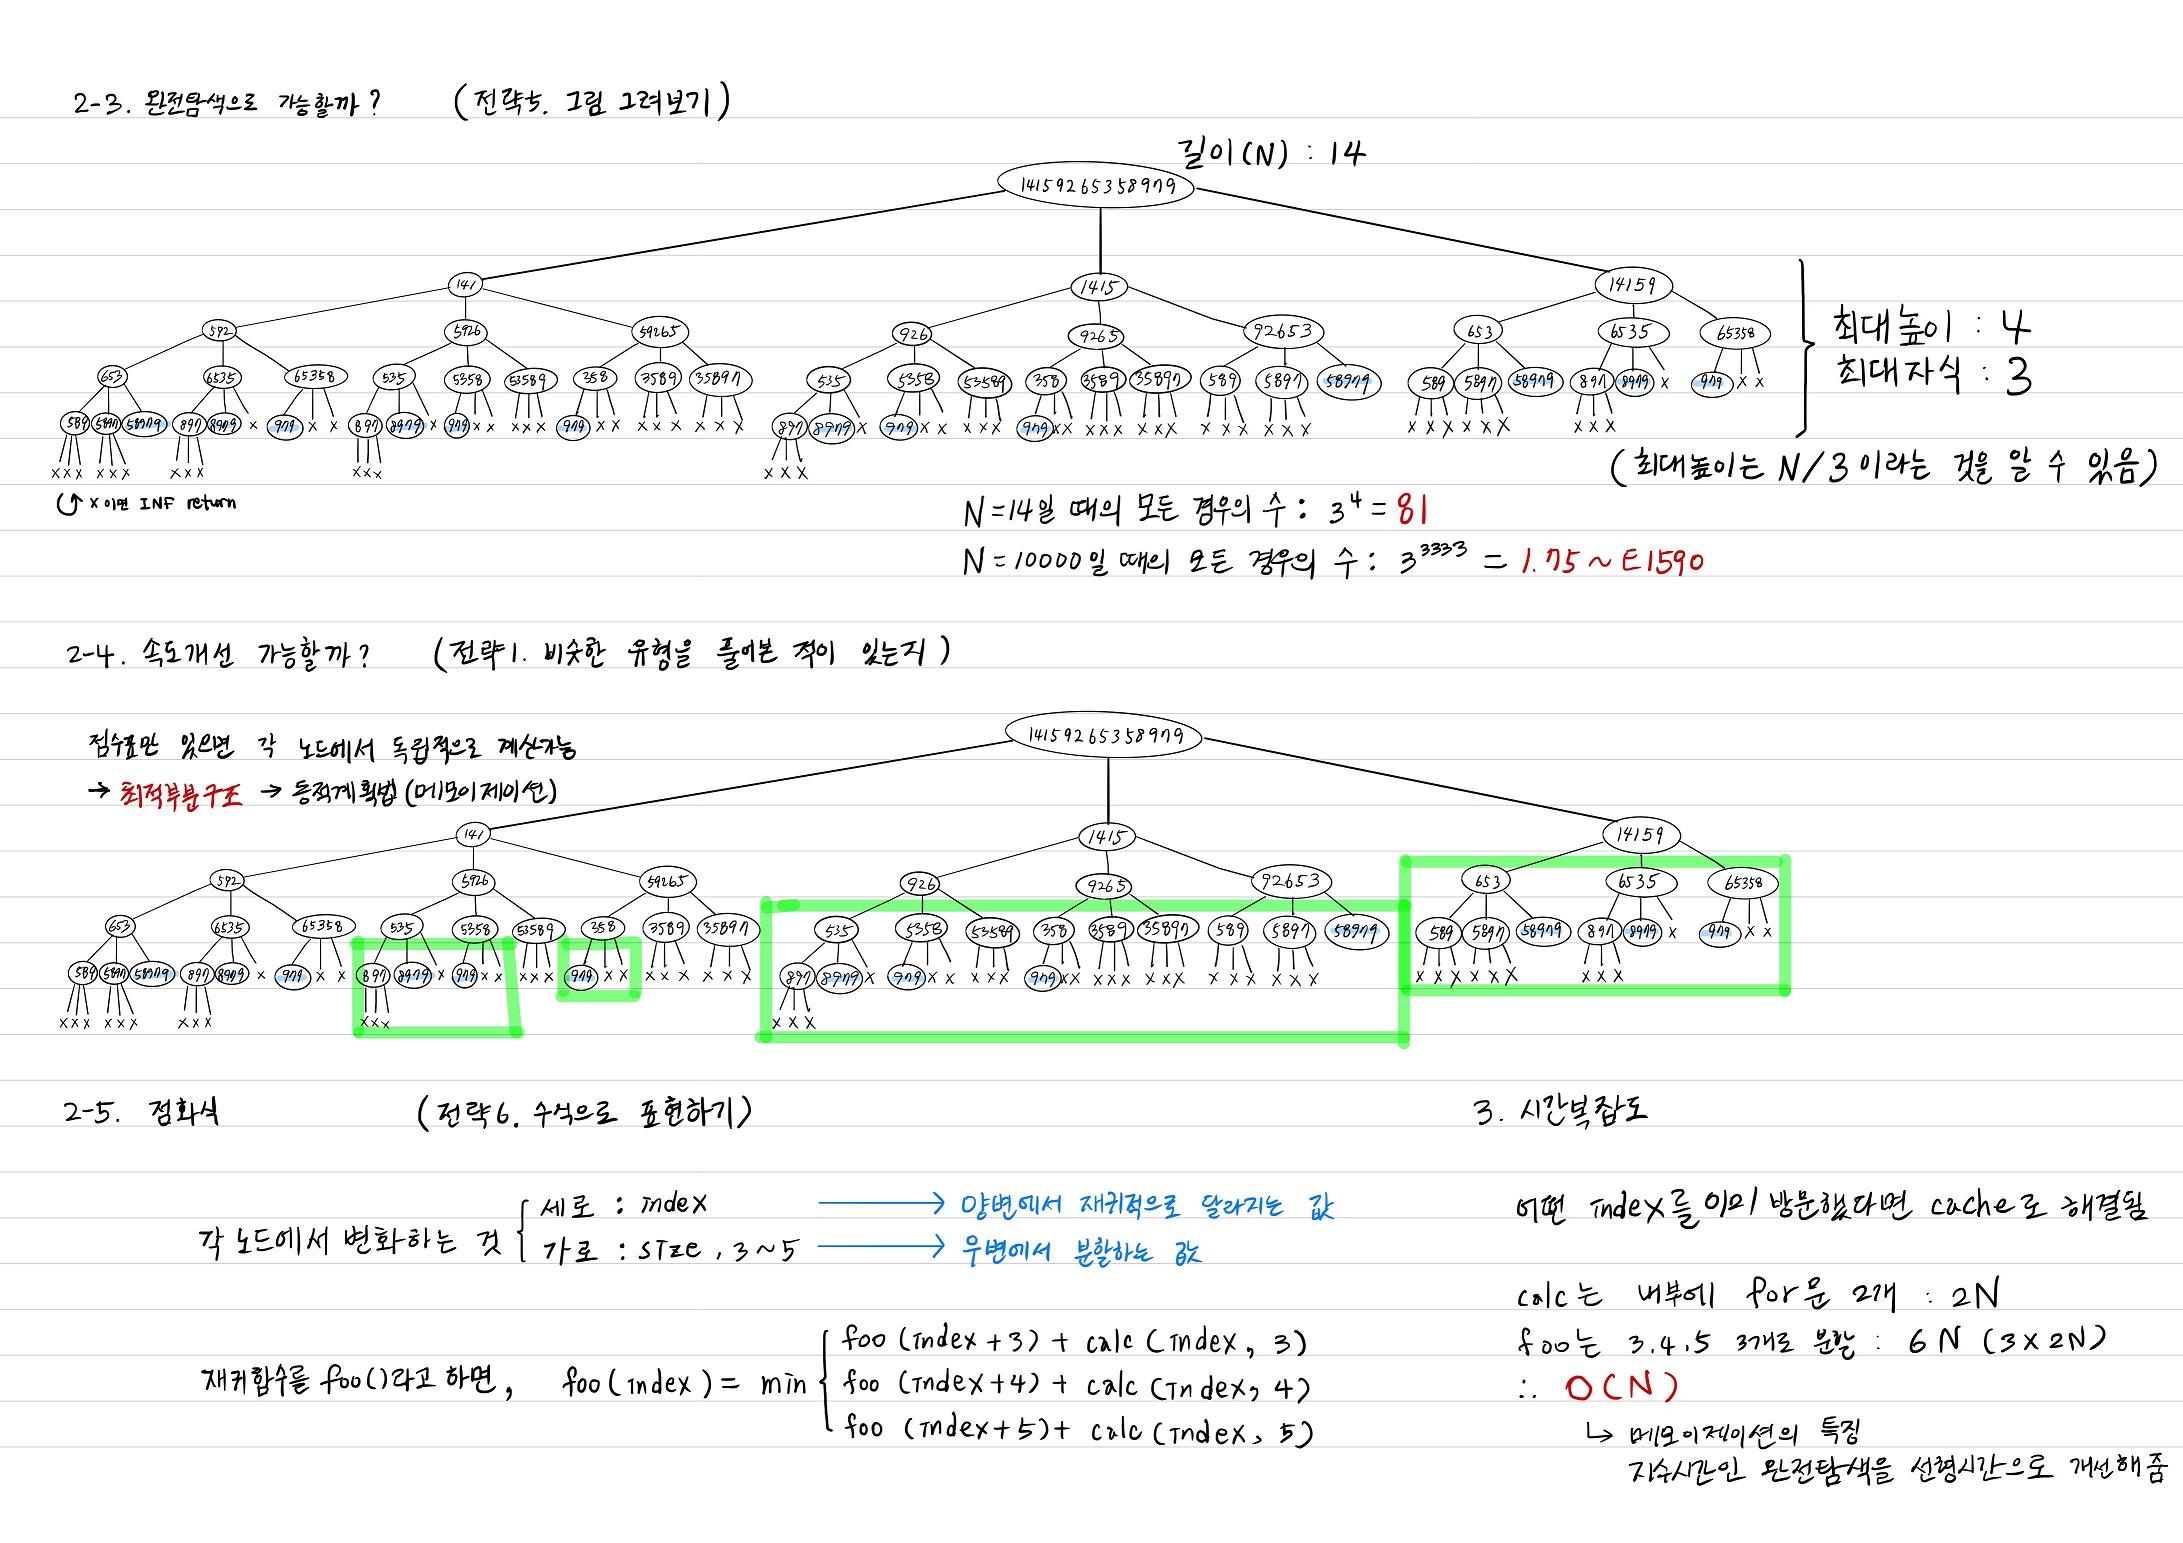 2-3. 완전탐색으로 가능할까? (전략5. 그림 그려보기)
길이(N) : 14
14159265358979
141 1415 14159
592 5926 59265 926 9265 92653 653 6535 65358
653 6535 65358 535 5358 53589 358 3589 35897 535 5358 53589 358 3589 35897 589 5897 58979 589 5897 58979 897 8979 x 979 x x
589 5897 58979 897 8979 x 979 x x 897 8979 x 979 x x x x x 979 x x x x x x x x 897 8979 x 979 x x x x x 979 x x x x x x x x x x x x x x x x x x x x x x x x
x x x x x x x x x x x x x x x
최대높이 : 4
최대자식 : 3
(최대높이는 N/3이라는 것을 알 수 있음)
x이면 INF return
N=14일 때의 모든 경우의 수 : 3^4 = 81
N=10000일 때의 모든 경우의 수 : 3^3333 = 1.75~E1590
2-4. 속도개선 가능할까? (전략1. 비슷한 유형을 풀어본 적이 있는지)
점수표만 있으면 각 노드에서 독립적으로 계산가능
→ 최적부분구조 → 동적계획법(메모이제이션)
14159265358979
141 1415 14159
592 5926 59265 926 9265 92653 653 6535 65358
653 6535 65358 535 5358 53589 358 3589 35897 535 5358 53589 358 3589 35897 589 5897 58979 589 5897 58979 897 8979 x 979 x x
589 5897 58979 897 8979 x 979 x x 897 8979 x 979 x x x x x 979 x x x x x x x x 897 8979 x 979 x x x x x 979 x x x x x x x x x x x x x x x x x x x x x x x x
x x x x x x x x x x x x x x x
2-5. 점화식 (전략6. 수식으로 표현하기)
각 노드에서 변화하는 것
세로 : index → 양변에서 재귀적으로 달라지는 값
가로 : size, 3~5 → 우변에서 분할하는 값
재귀함수를 foo()라고 하면, foo(index) = min
foo (index+3) + calc (index, 3)
foo (index+4) + calc (index, 4)
foo (index+5) + calc (index, 5)
3. 시간복잡도
어떤 index를 이미 방문했다면 cache로 해결됨
calc는 내부에 for문 2개 : 2N
foo는 3.4.5 3개로 분할 : 6N (3x2N)
∴ O(N)
↳ 메모이제이션의 특징
지수시간인 완전탐색을 선형시간으로 개선해줌